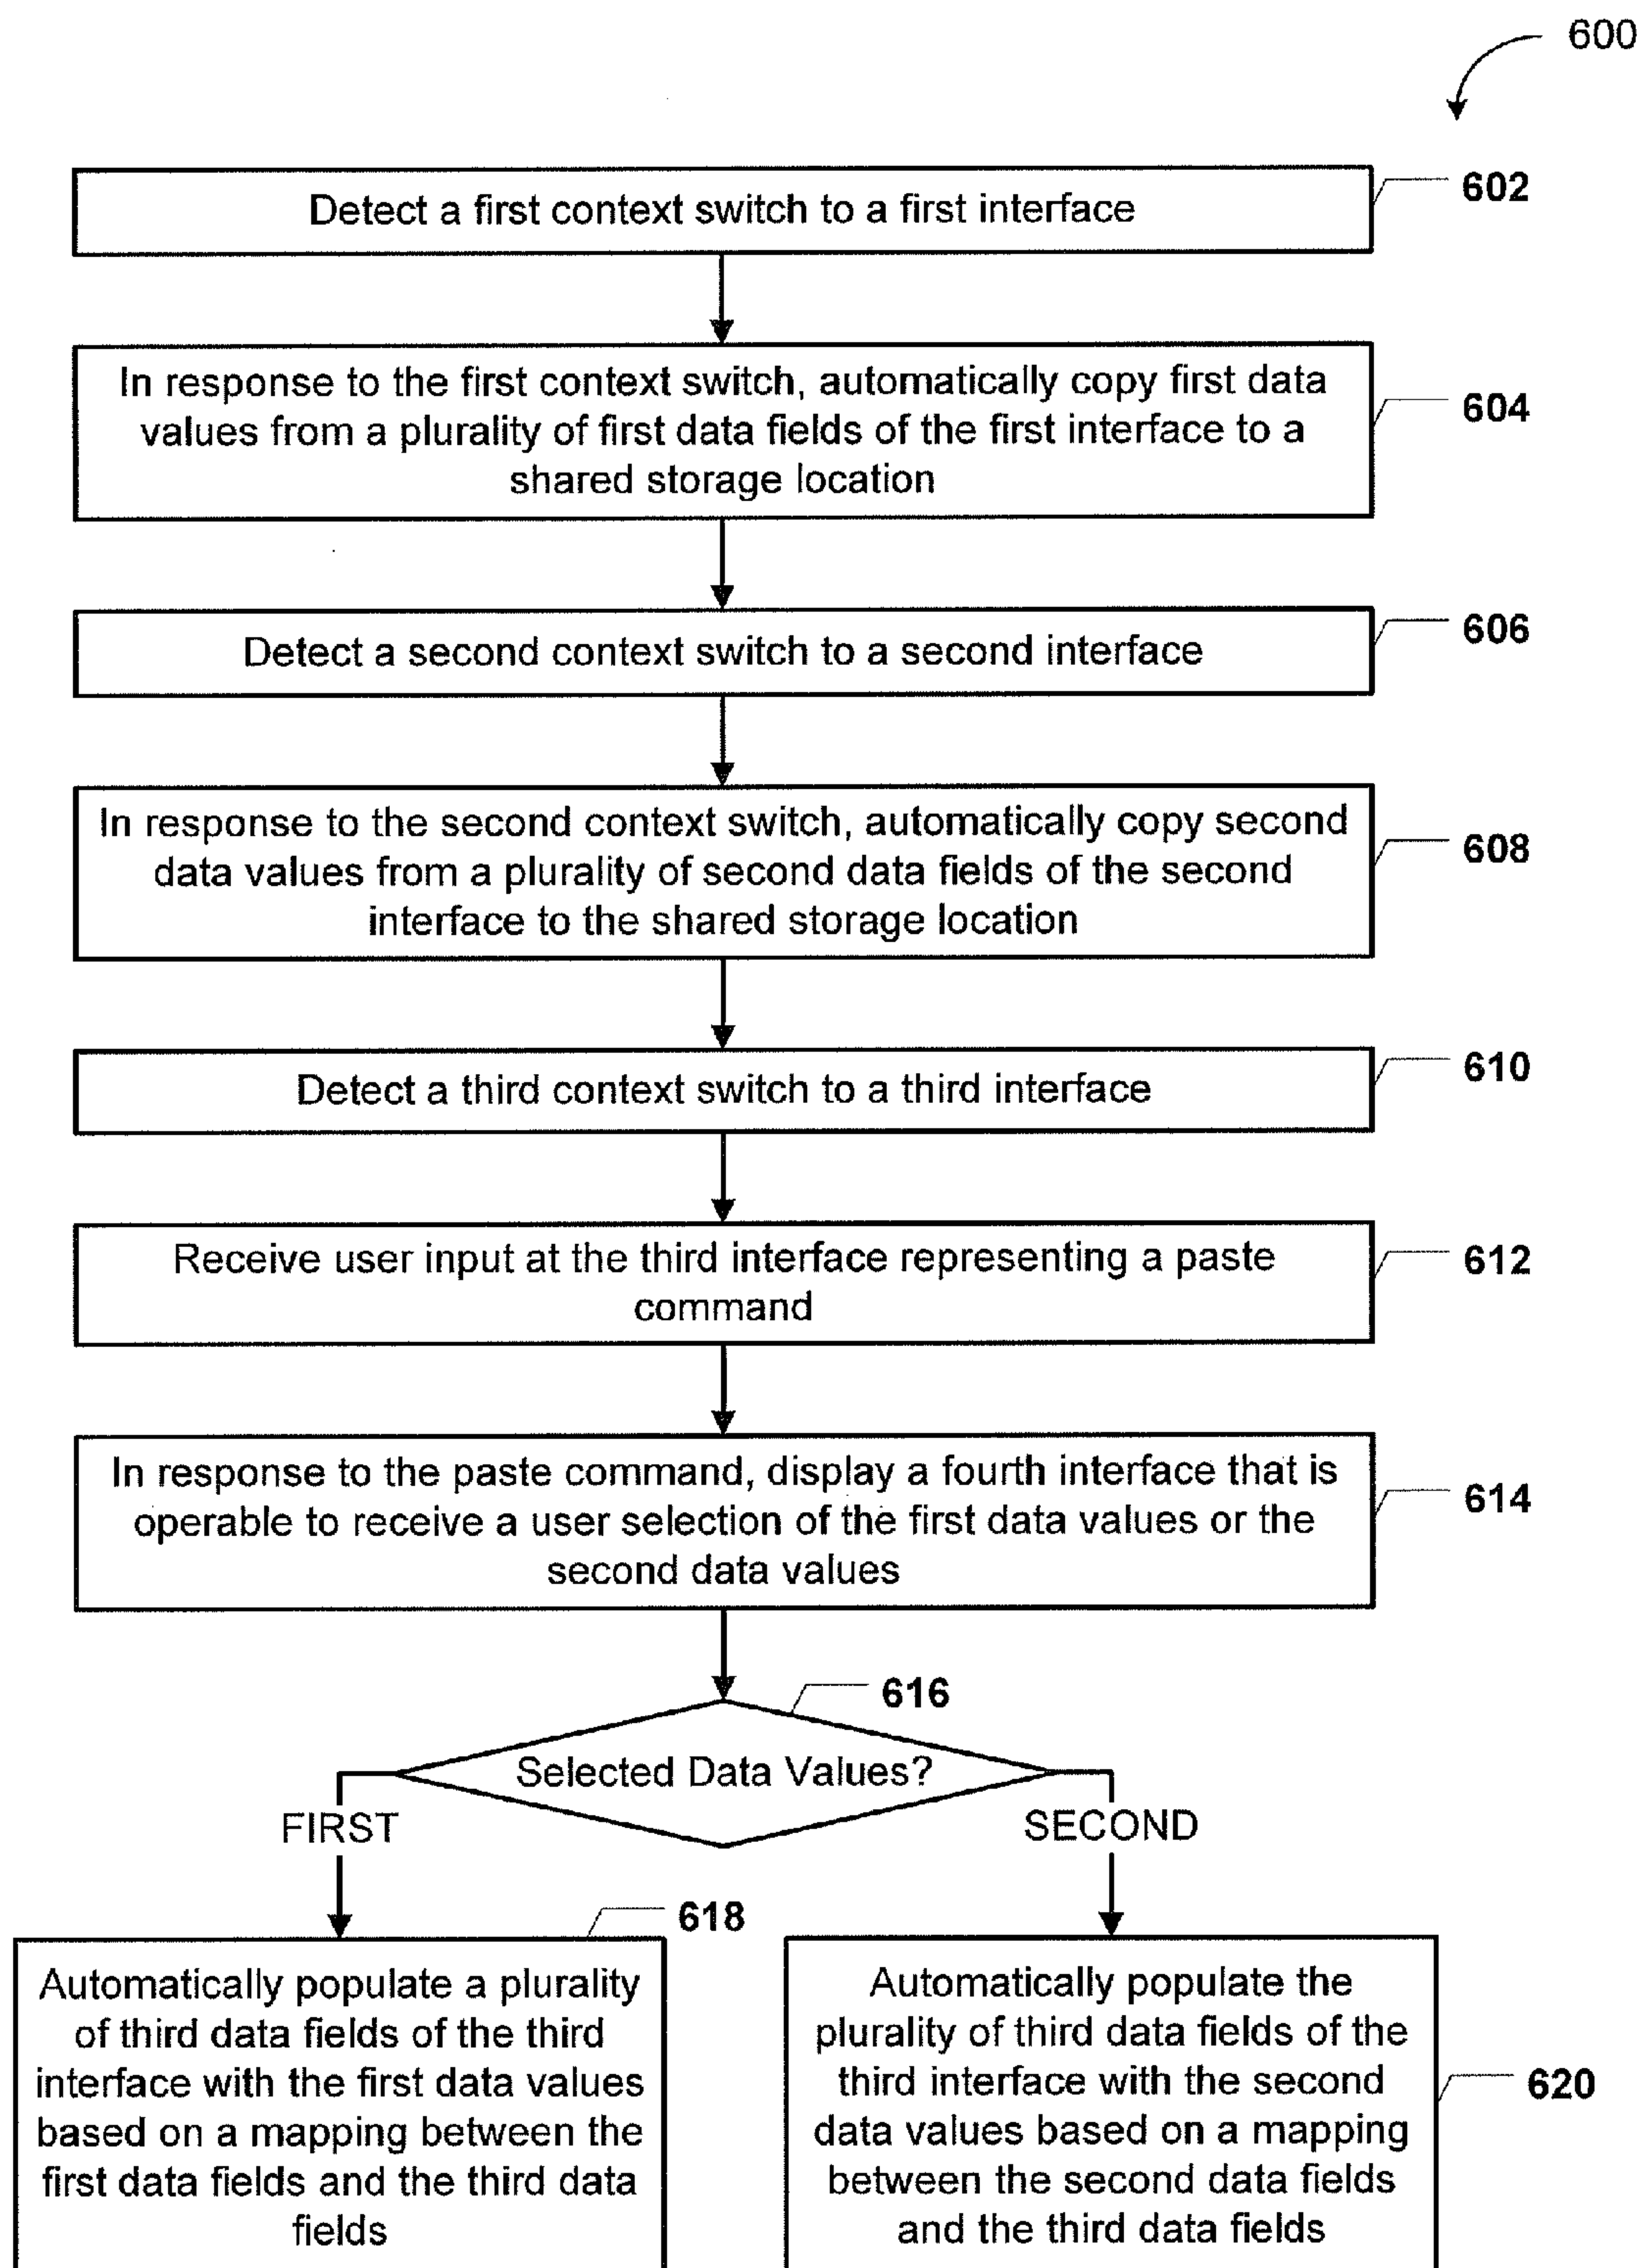 600
Detect a first context switch to a first interface
602
In response to the first context switch, automatically copy first data
values from a plurality of first data fields of the first interface to a
shared storage location
604
Detect a second context switch to a second interface
606
In response to the second context switch, automatically copy second
data values from a plurality of second data fields of the second
interface to the shared storage location
608
Detect a third context switch to a third interface
610
Receive user input at the third interface representing a paste
command
612
In response to the paste command, display a fourth interface that is
operable to receive a user selection of the first data values or the
second data values
614
616
Selected Data Values?
FIRST
SECOND
618
Automatically populate a plurality
of third data fields of the third
interface with the first data values
based on a mapping between the
first data fields and the third data
fields
Automatically populate the
plurality of third data fields of the
third interface with the second
data values based on a mapping
between the second data fields
and the third data fields
620